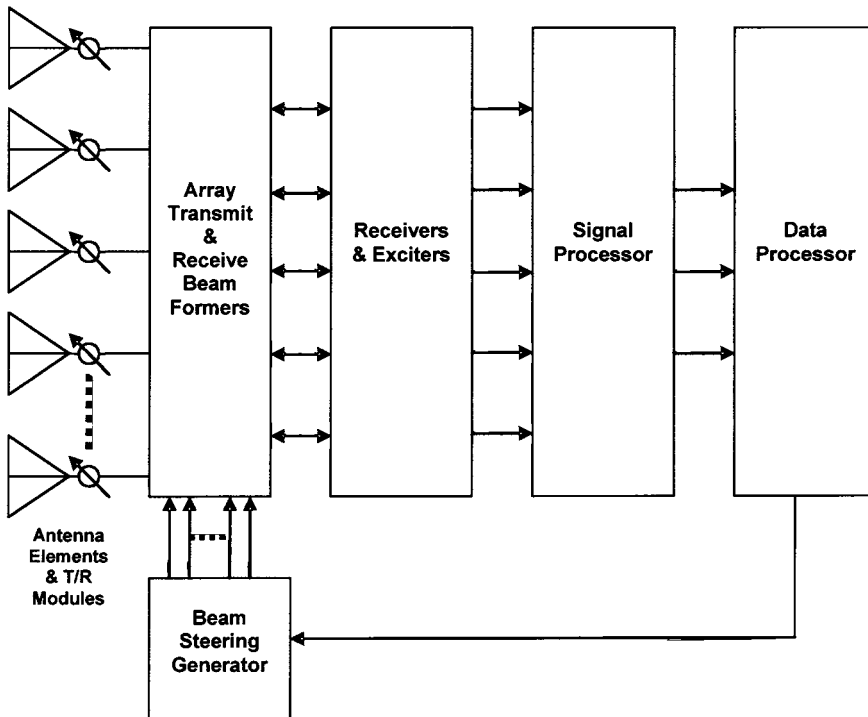 Array
Transmit
&
Receive
Beam
Formers
Receivers
& Exciters
Signal
Processor
Data
Processor
Antenna
Elements
& T/R
Modules
Beam
Steering
Generator